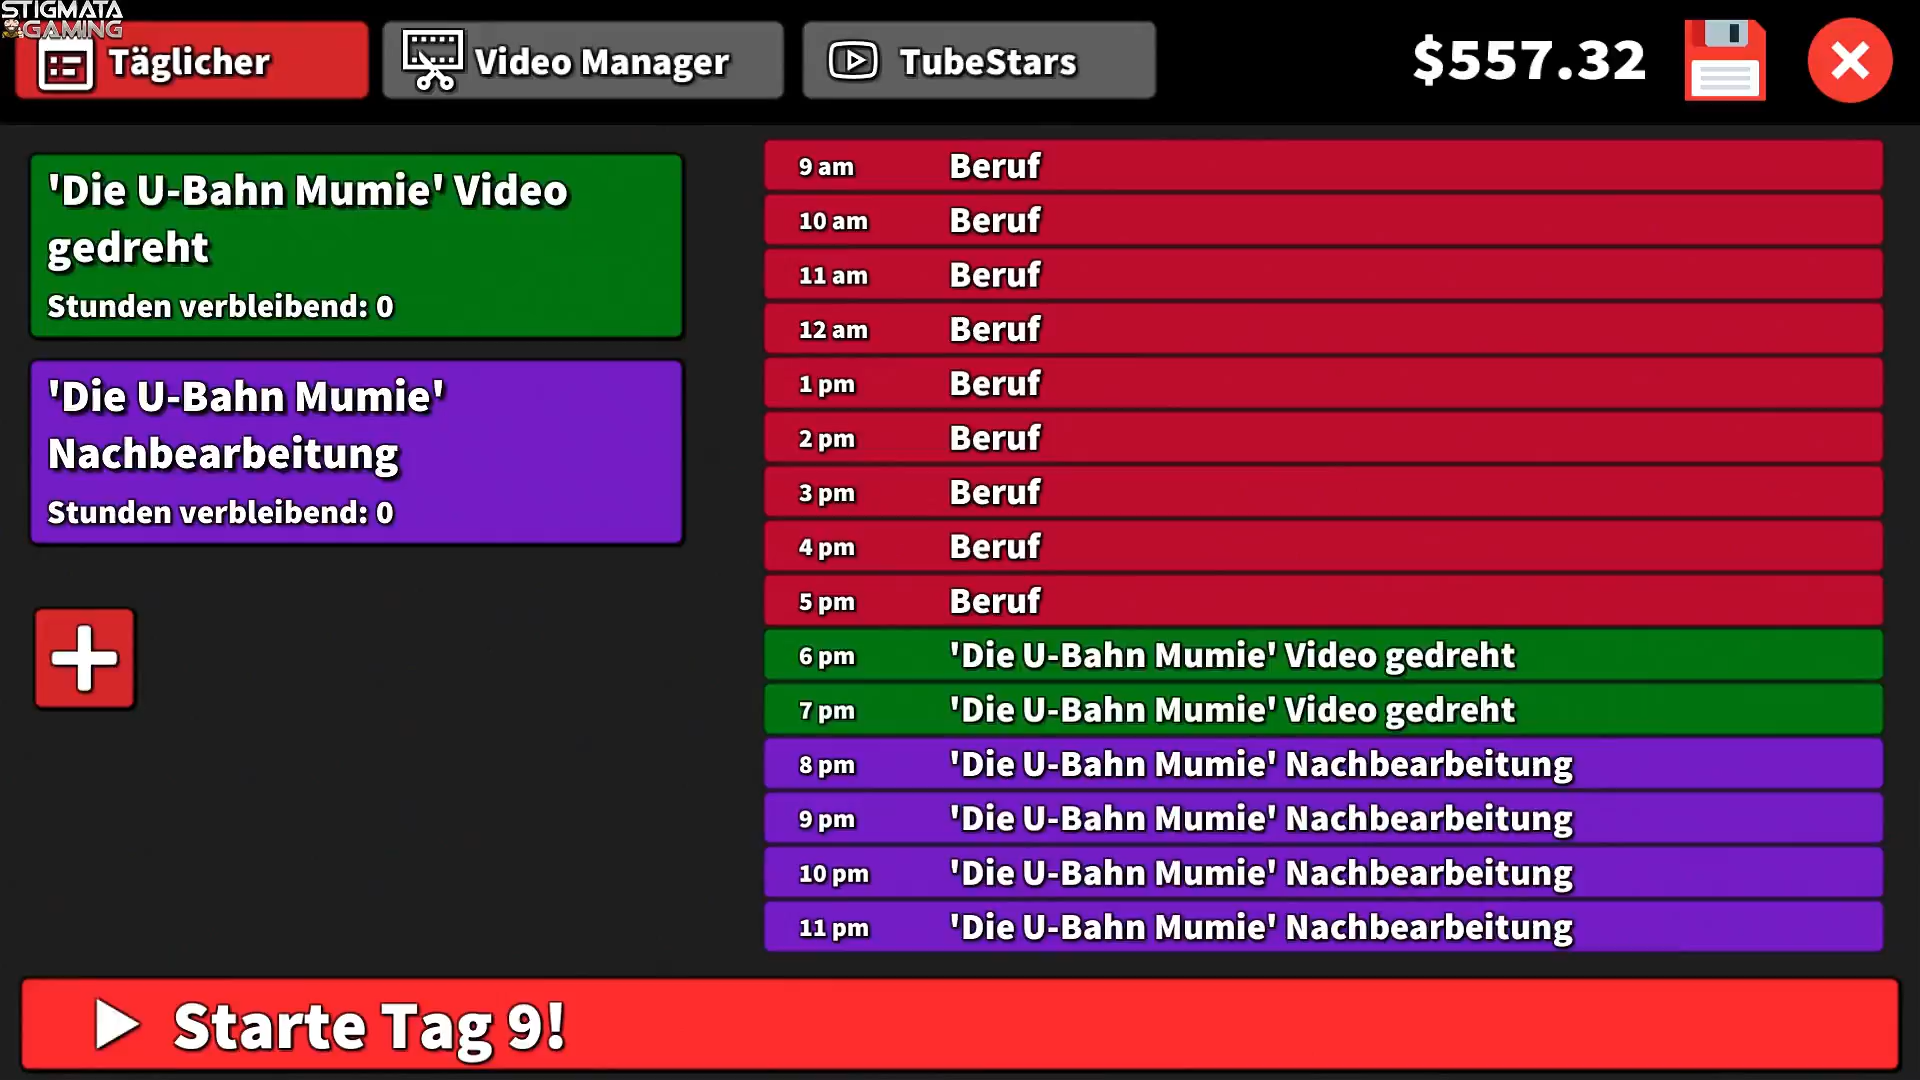 STIGMATA
GAMING
Täglicher
Video Manager
TubeStars
$557.32
'Die U-Bahn Mumie' Video
gedreht
Stunden verbleibend: 0
'Die U-Bahn Mumie'
Nachbearbeitung
Stunden verbleibend: 0
9 am Beruf
10 am Beruf
11 am Beruf
12 am Beruf
1 pm Beruf
2 pm Beruf
3 pm Beruf
4 pm Beruf
5 pm Beruf
6 pm 'Die U-Bahn Mumie' Video gedreht
7 pm 'Die U-Bahn Mumie' Video gedreht
8 pm 'Die U-Bahn Mumie' Nachbearbeitung
9 pm 'Die U-Bahn Mumie' Nachbearbeitung
10 pm 'Die U-Bahn Mumie' Nachbearbeitung
11 pm 'Die U-Bahn Mumie' Nachbearbeitung
Starte Tag 9!